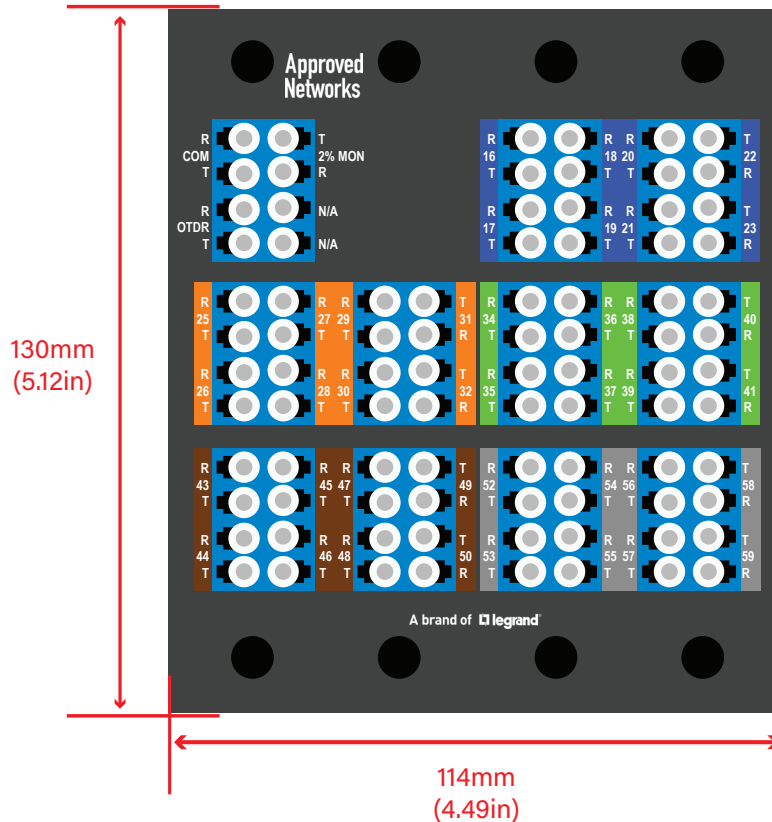 Approved
Networks
R T R R R T
COM 2% MON 16 18 20 22
T R T T T R
R N/A R R R T
OTDR 17 19 21 23
T N/A T T T R
R R R T R R R T
25 27 29 31 34 36 38 40
T T T R T T T R
R R R T R R R T
26 28 30 32 35 37 39 41
T T T R T T T R
R R R T R R R T
43 45 47 49 52 54 56 58
T T T R T T T R
R R R T R R R T
44 46 48 50 53 55 57 59
T T T R T T T R
A brand of legrand
130mm
(5.12in)
114mm
(4.49in)